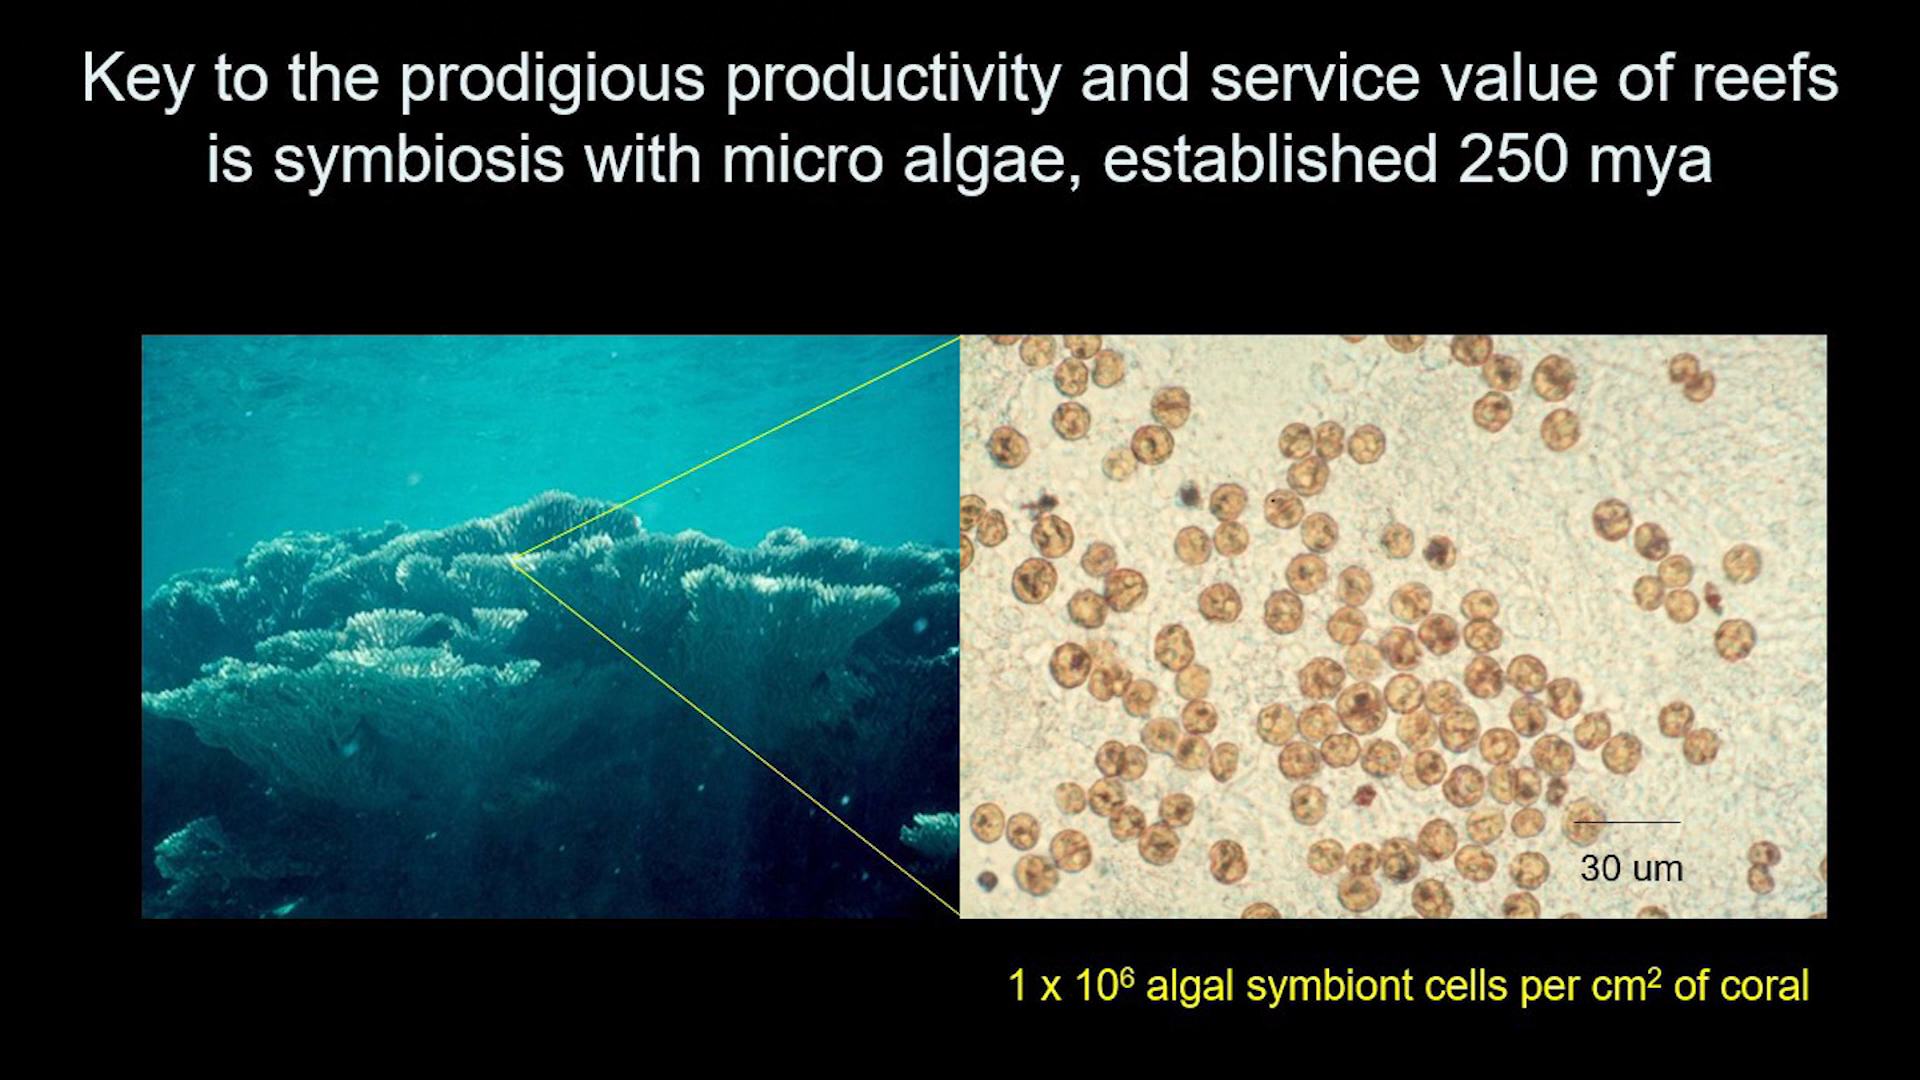 Key to the prodigious productivity and service value of reefs
is symbiosis with micro algae, established 250 mya
30 um
1 x 10⁶ algal symbiont cells per cm² of coral